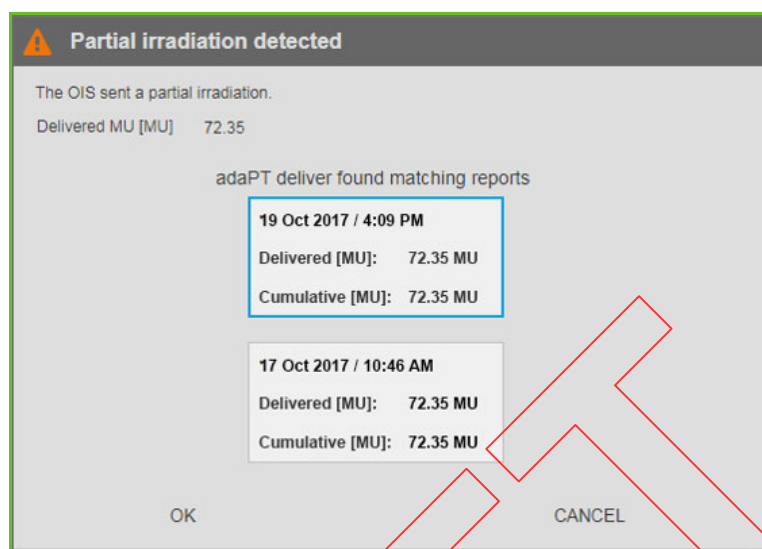 Partial irradiation detected
The OIS sent a partial irradiation.
Delivered MU [MU] 72.35
adaPT deliver found matching reports
19 Oct 2017 / 4:09 PM
Delivered [MU]: 72.35 MU
Cumulative [MU]: 72.35 MU
17 Oct 2017 / 10:46 AM
Delivered [MU]: 72.35 MU
Cumulative [MU]: 72.35 MU
OK CANCEL